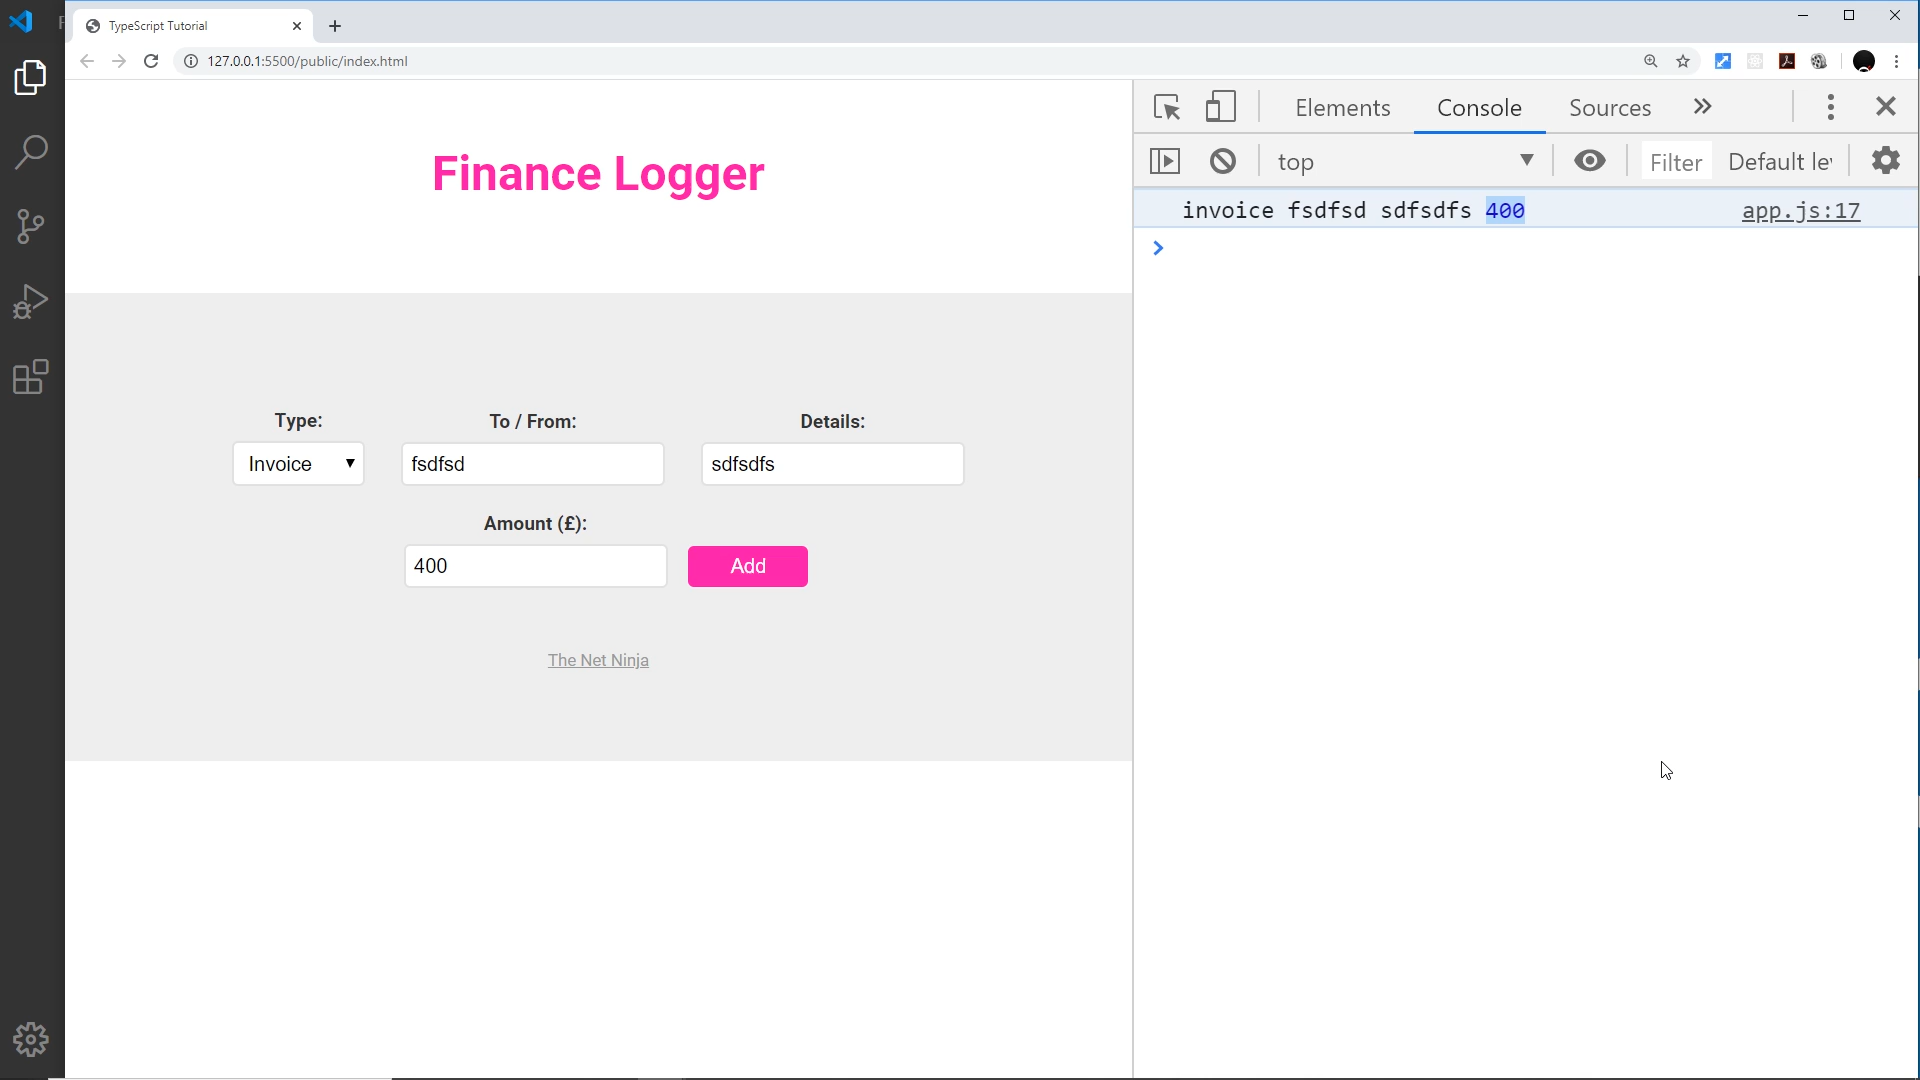 TypeScript Tutorial
127.0.0.1:5500/public/index.html
Elements Console Sources
top Filter Default le
invoice fsdfsd sdfsdfs 400 app.js:17
Finance Logger
Type: To / From: Details:
Invoice fsdfsd sdfsdfs
Amount (£):
400 Add
The Net Ninja